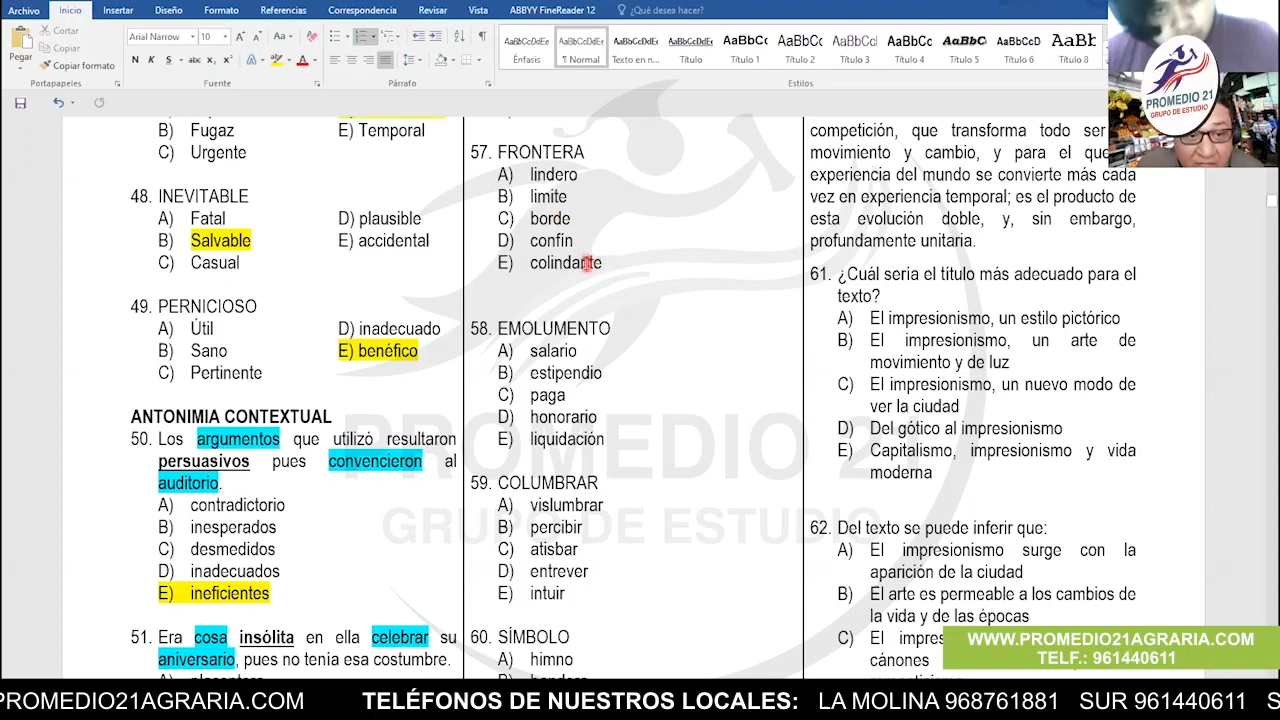 Archivo Inicio Insertar Diseño Formato Referencias Correspondencia Revisar Vista ABBYY FineReader 12 ¿Qué desea hacer?
Pegar
Cortar
Copiar
Copiar formato
Portapapeles
Arial Narrow 10
Fuente
Párrafo
AaBbCcDdEe Énfasis
AaBbCcDdEe ¶ Normal
AaBbCcDdEe Texto en n...
AaBbCcDdEe Título
AaBbCc Título 1
AaBbCc Título 2
AaBbCcI Título 3
AaBbCc Título 4
AaBbC Título 5
AaBbCcD Título 6
AaBbCc Título 7
AaBb Título 8
Estilos
PROMEDIO 21
GRUPO DE ESTUDIO
B) Fugaz E) Temporal
C) Urgente
48. INEVITABLE
A) Fatal D) plausible
B) Salvable E) accidental
C) Casual
49. PERNICIOSO
A) Útil D) inadecuado
B) Sano E) benéfico
C) Pertinente
ANTONIMIA CONTEXTUAL
50. Los argumentos que utilizó resultaron
persuasivos pues convencieron al
auditorio.
A) contradictorio
B) inesperados
C) desmedidos
D) inadecuados
E) ineficientes
51. Era cosa insólita en ella celebrar su
aniversario, pues no tenía esa costumbre.
57. FRONTERA
A) lindero
B) limite
C) borde
D) confín
E) colindante
58. EMOLUMENTO
A) salario
B) estipendio
C) paga
D) honorario
E) liquidación
59. COLUMBRAR
A) vislumbrar
B) percibir
C) atisbar
D) entrever
E) intuir
60. SÍMBOLO
A) himno
competición, que transforma todo ser
movimiento y cambio, y para el
experiencia del mundo se convierte más cada
vez en experiencia temporal; es el producto de
esta evolución doble, y, sin embargo,
profundamente unitaria.
61. ¿Cuál sería el título más adecuado para el
texto?
A) El impresionismo, un estilo pictórico
B) El impresionismo, un arte de
movimiento y de luz
C) El impresionismo, un nuevo modo de
ver la ciudad
D) Del gótico al impresionismo
E) Capitalismo, impresionismo y vida
moderna
62. Del texto se puede inferir que:
A) El impresionismo surge con la
aparición de la ciudad
B) El arte es permeable a los cambios de
la vida y de las épocas
C) El
cánones
PROMEDIO 21
GRUPO DE ESTUDIO
WWW.PROMEDIO21AGRARIA.COM
TELF.: 961440611
PROMEDIO21AGRARIA.COM TELÉFONOS DE NUESTROS LOCALES: LA MOLINA 968761881 SUR 961440611